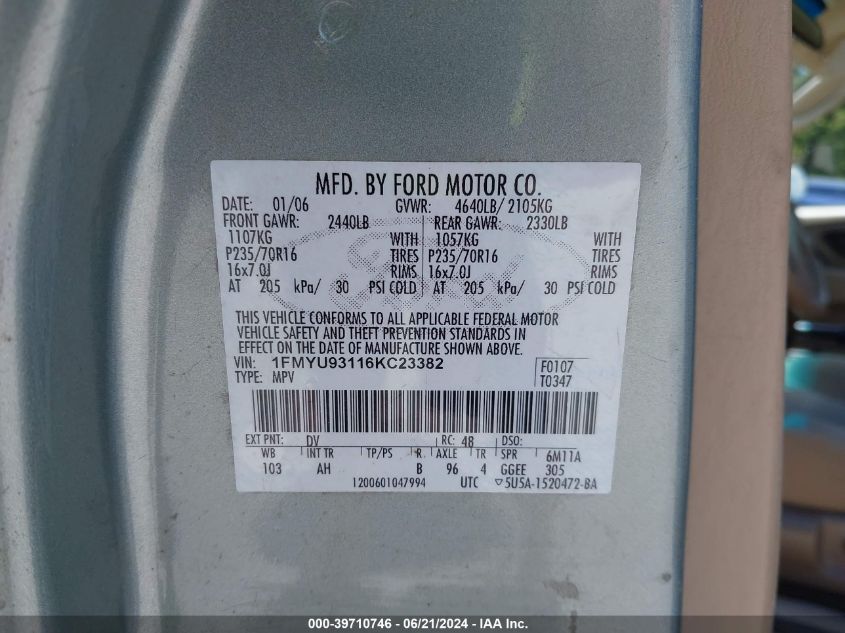 MFD. BY FORD MOTOR CO.
DATE: 01/06 GVWR: 4640LB/ 2105KG
FRONT GAWR: 2440LB REAR GAWR: 2330LB
1107KG WITH 1057KG WITH
P235/70R16 TIRES P235/70R16 TIRES
16x7.0J RIMS 16x7.0J RIMS
AT 205 kPa/ 30 PSI COLD AT 205 kPa/ 30 PSI COLD
THIS VEHICLE CONFORMS TO ALL APPLICABLE FEDERAL MOTOR
VEHICLE SAFETY AND THEFT PREVENTION STANDARDS IN
EFFECT ON THE DATE OF MANUFACTURE SHOWN ABOVE.
VIN: 1FMYU93116KC23382 F0107
TYPE: MPV T0347
EXT PNT: DV RC: 48 DSO:
WB INT TR TP/PS R AXLE TR SPR 6M11A
103 AH B 96 4 GGEE 305
1200601047994 UTC ▽5U5A-1520472-BA
000-39710746 - 06/21/2024 - IAA Inc.